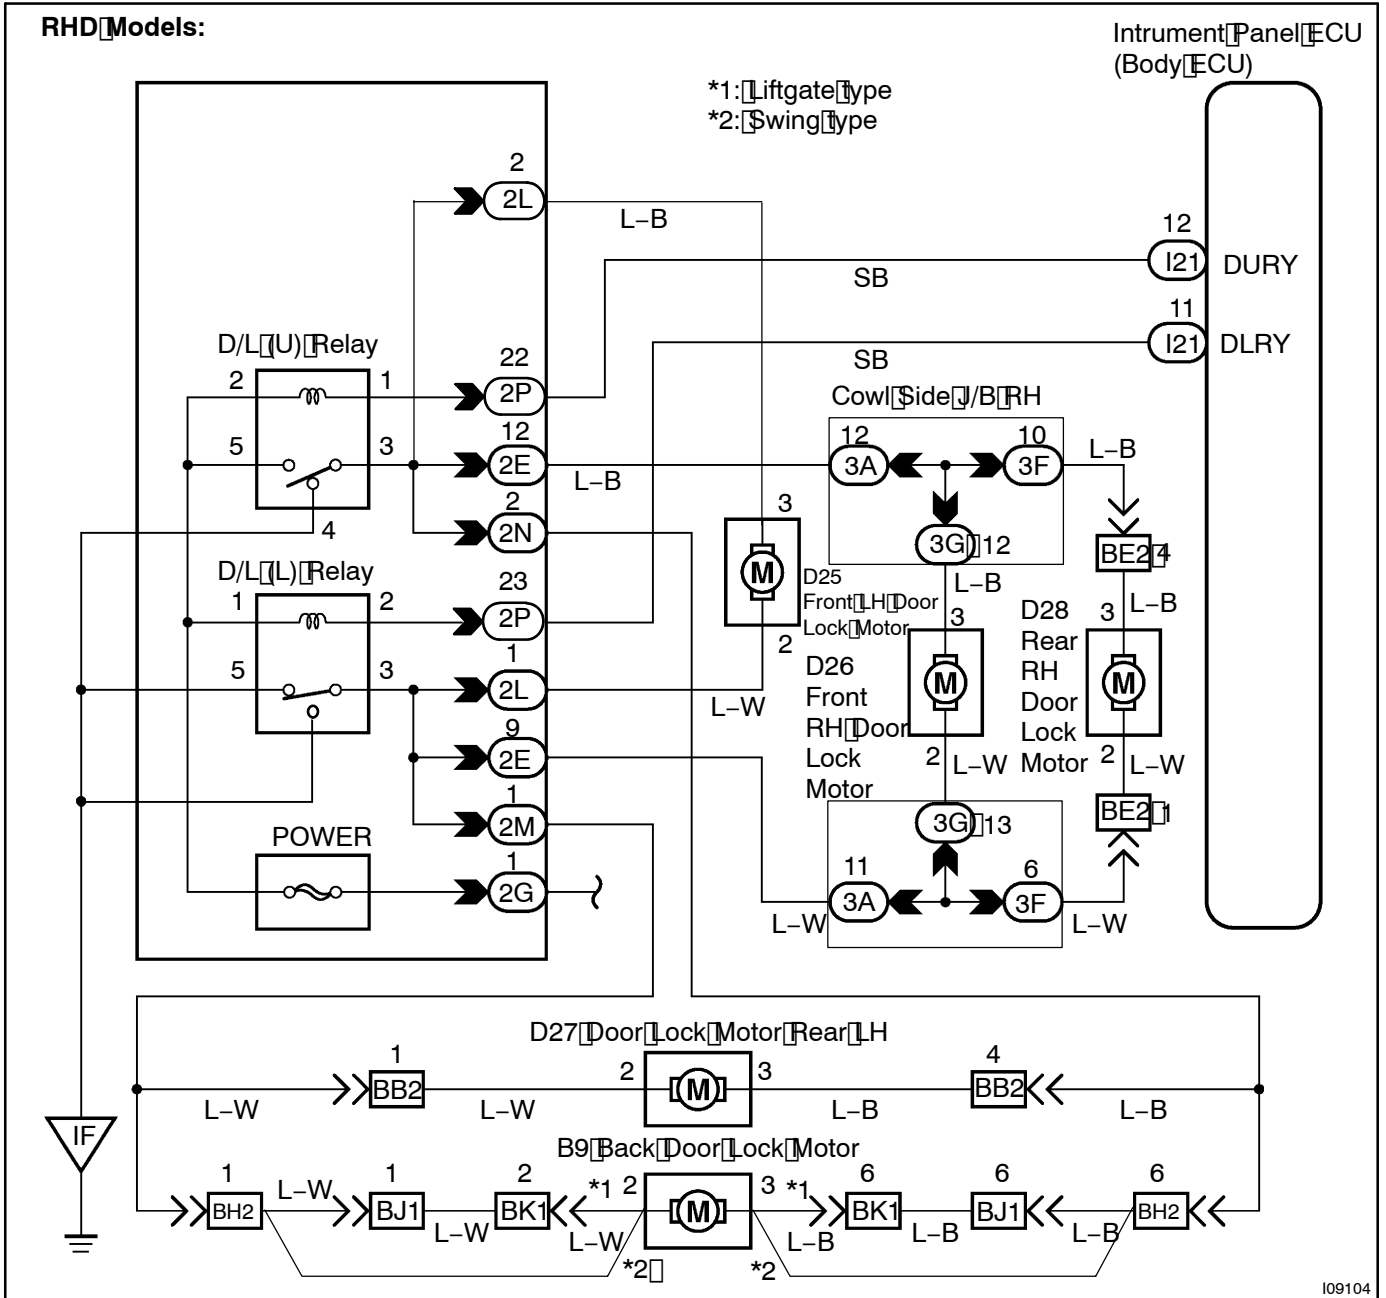 RHD Models:
Intrument Panel ECU
(Body ECU)
*1: Liftgate type
*2: Swing type
2
2L
L-B
12
I21
DURY
SB
11
I21
DLRY
SB
D/L (U) Relay
2
1
5
3
4
22
2P
12
2E
L-B
2
2N
Cowl Side J/B RH
12
3A
10
3F
L-B
3G 12
L-B
BE2 4
L-B
D/L (L) Relay
1
2
5
3
23
2P
1
2L
L-W
9
2E
1
2M
POWER
1
2G
3
M
D25
Front LH Door
Lock Motor
2
D26
Front
RH Door
Lock
Motor
3
M
2
L-W
D28
Rear
RH
Door
Lock
Motor
3
M
2
L-W
BE2 1
3G 13
11
3A
L-W
6
3F
L-W
D27 Door Lock Motor Rear LH
1
BB2
L-W
L-W
2
M
3
4
BB2
L-B
L-B
IF
B9 Back Door Lock Motor
1
BH2
L-W
1
BJ1
L-W
2
BK1
L-W
*1
2
M
3
*1
L-B
6
BK1
L-B
6
BJ1
L-B
6
BH2
*2
*2
I09104